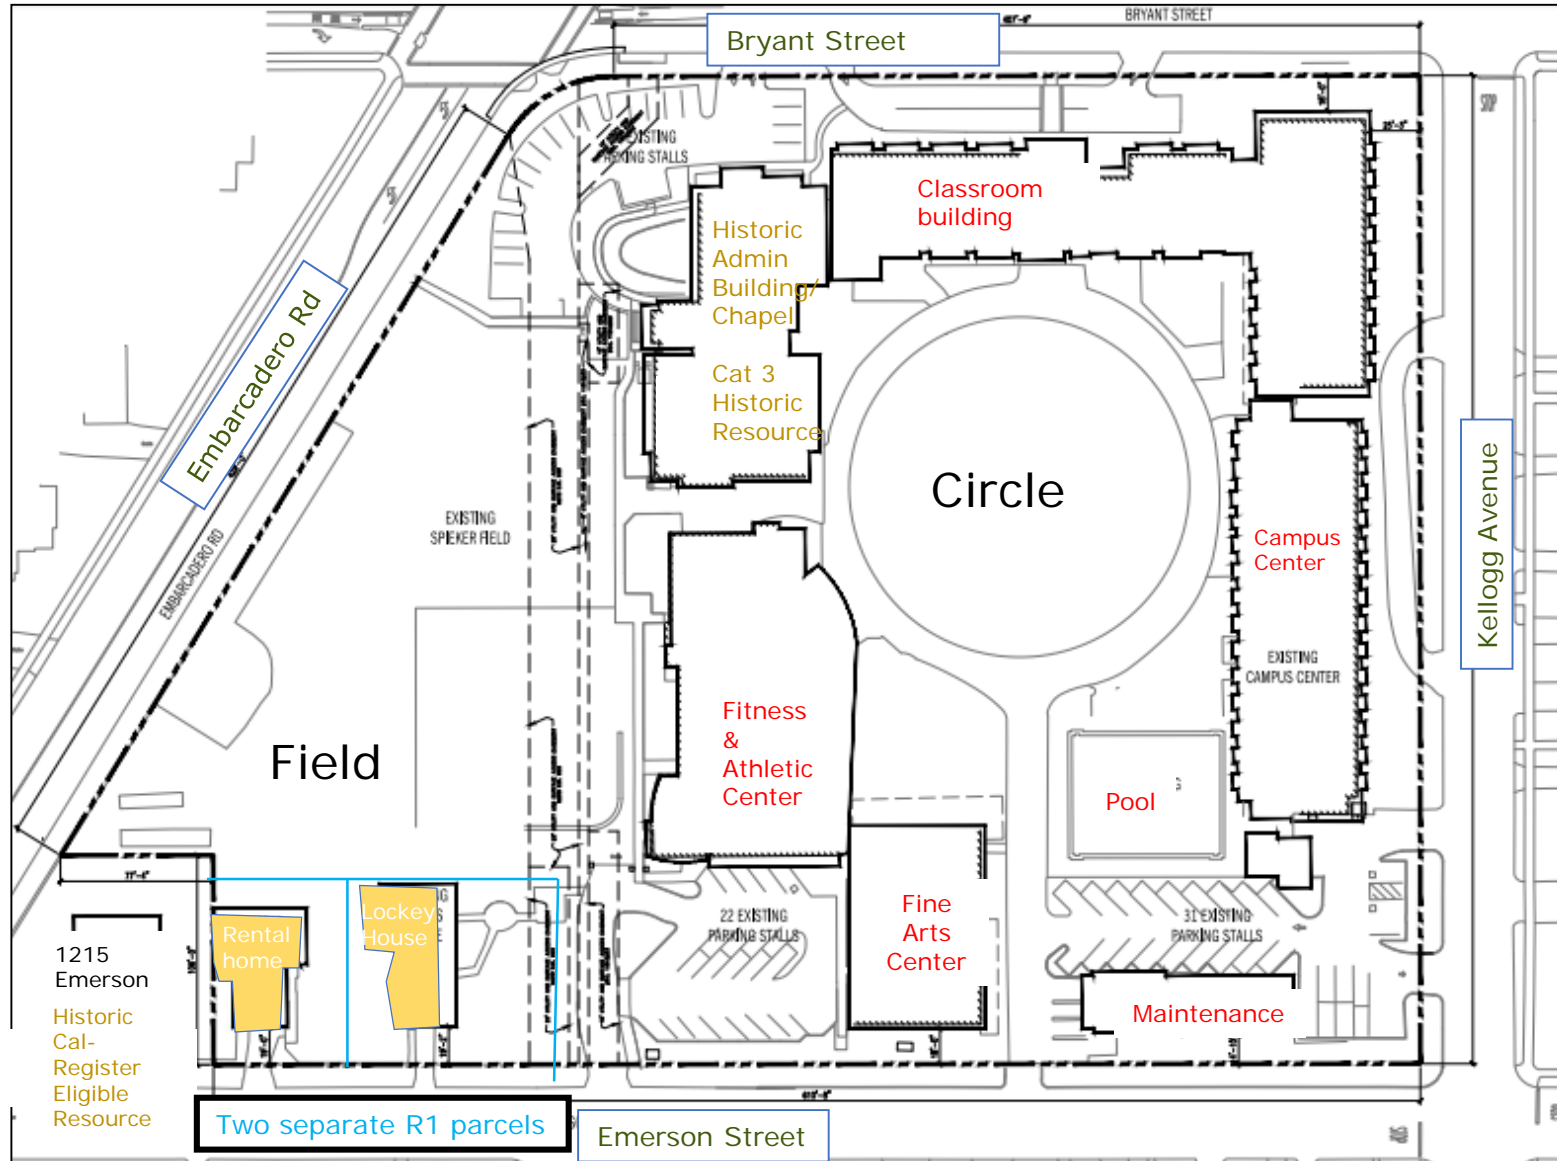 BRYANT STREET
Bryant Street
STOP
EXISTING
PARKING STALLS
Classroom
building
Historic
Admin
Building/
Chapel
Cat 3
Historic
Resource
Embarcadero Rd
EMBARCADERO RD
EXISTING
SPIEKER FIELD
Circle
Campus
Center
EXISTING
CAMPUS CENTER
Kellogg Avenue
Field
Fitness
&
Athletic
Center
Pool
Lockey
House
Rental
home
22 EXISTING
PARKING STALLS
Fine
Arts
Center
31 EXISTING
PARKING STALLS
Maintenance
1215
Emerson
Historic
Cal-
Register
Eligible
Resource
Two separate R1 parcels
Emerson Street